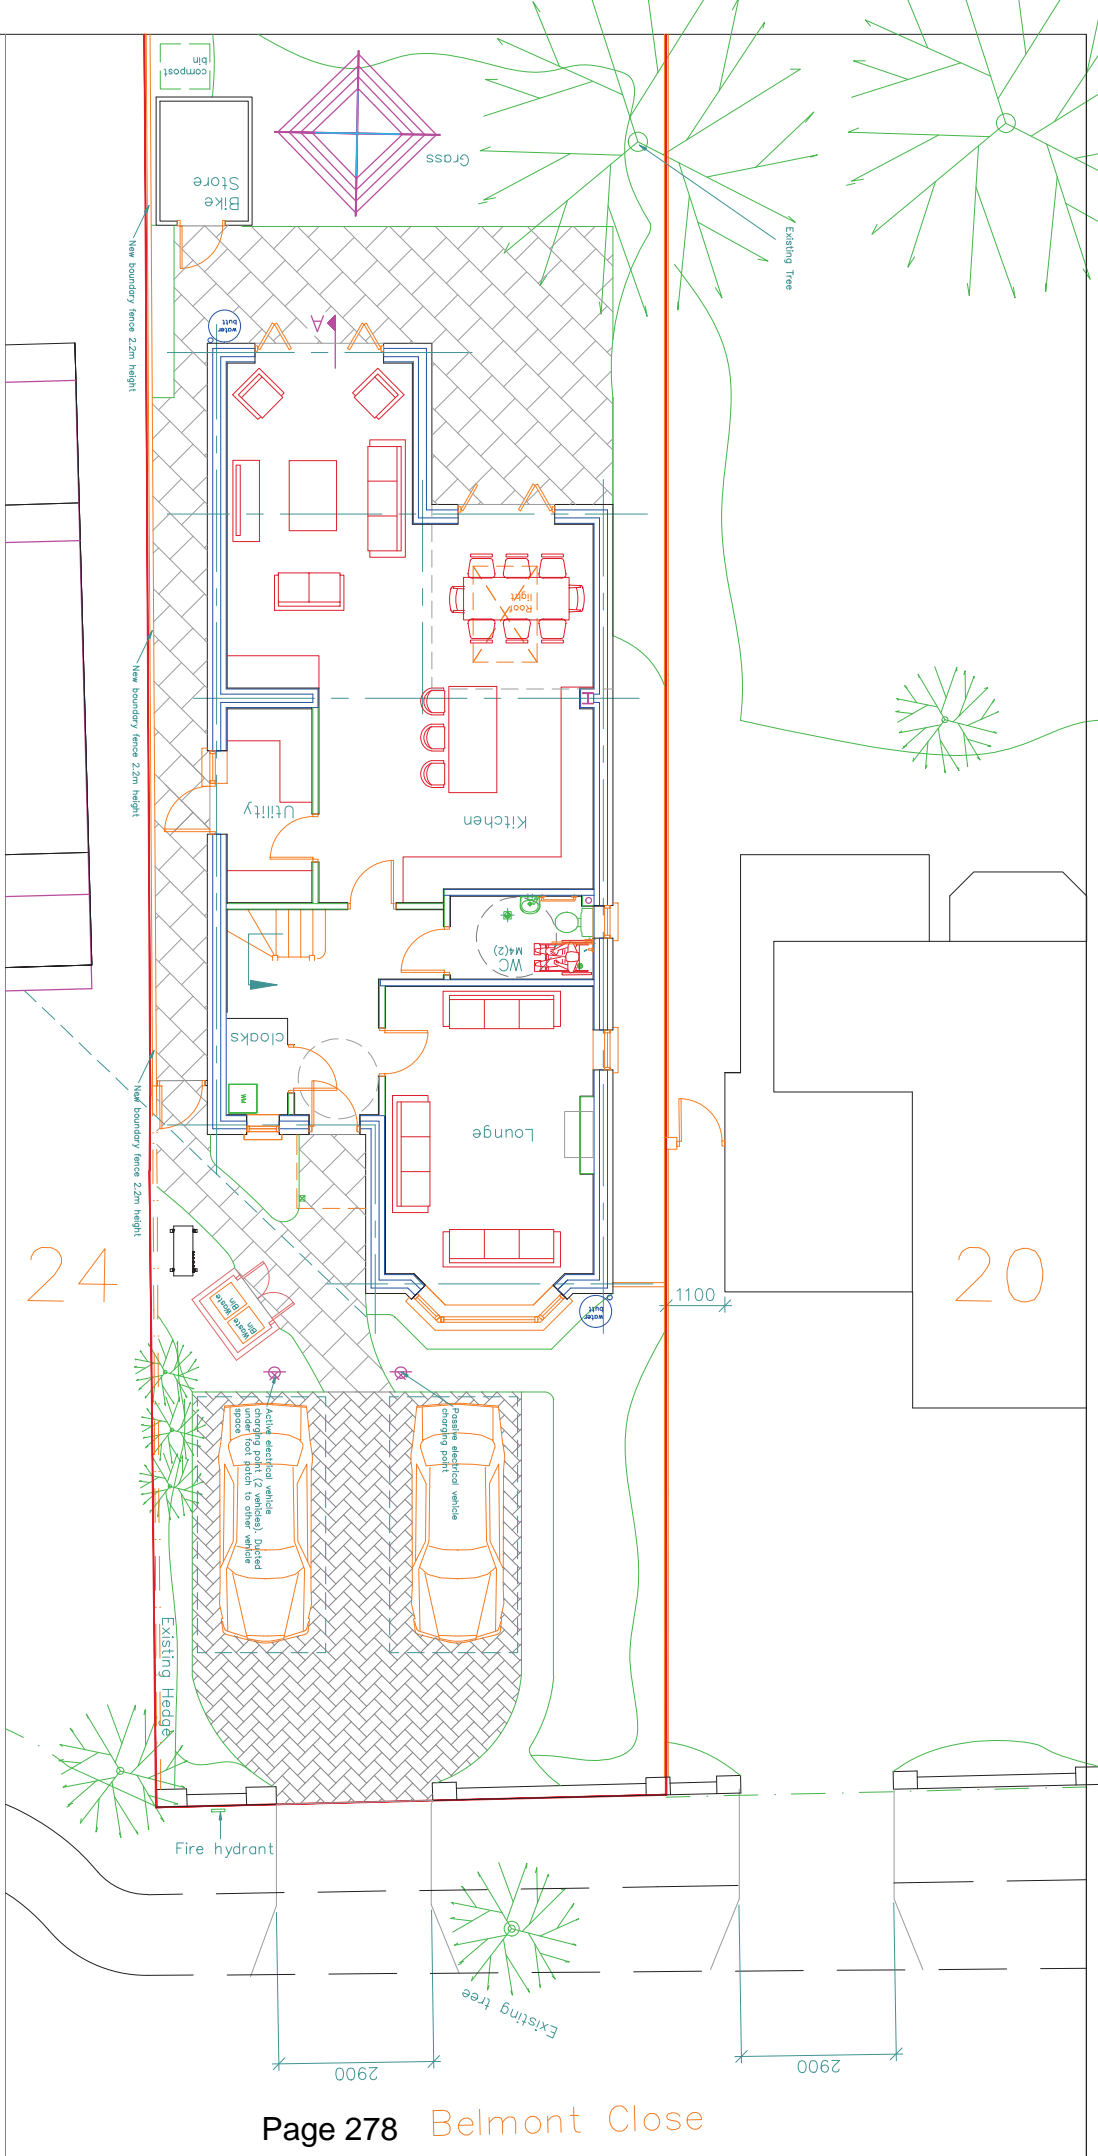 compost
bin
Bike
Store
Grass
Existing Tree
New boundary fence 2.2m height
water
butt
A
Roof
light
New boundary fence 2.2m height
Utility
Kitchen
WC
M4(2)
cloaks
WM
Lounge
New boundary fence 2.2m height
24
20
1100
water
butt
Waste
Bin
Waste
Bin
Active electrical vehicle
charging point (2 vehicles). Ducted
under foot patch to other vehicle
space
Passive electrical vehicle
charging point
Existing Hedge
Fire hydrant
Existing tree
2900
2900
Page 278
Belmont Close